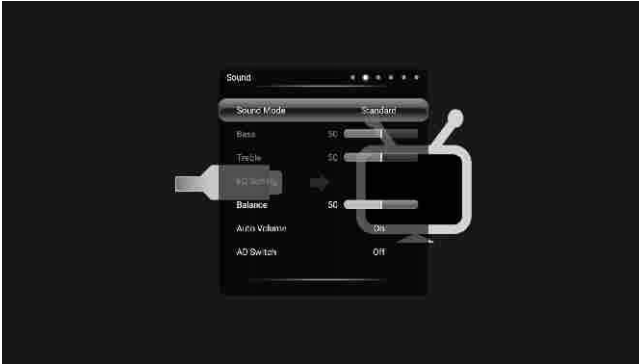 Sound
Sound Mode Standard
Bass 50
Treble 50
EQ Setting
Balance 50
Auto Volume On
AD Switch Off